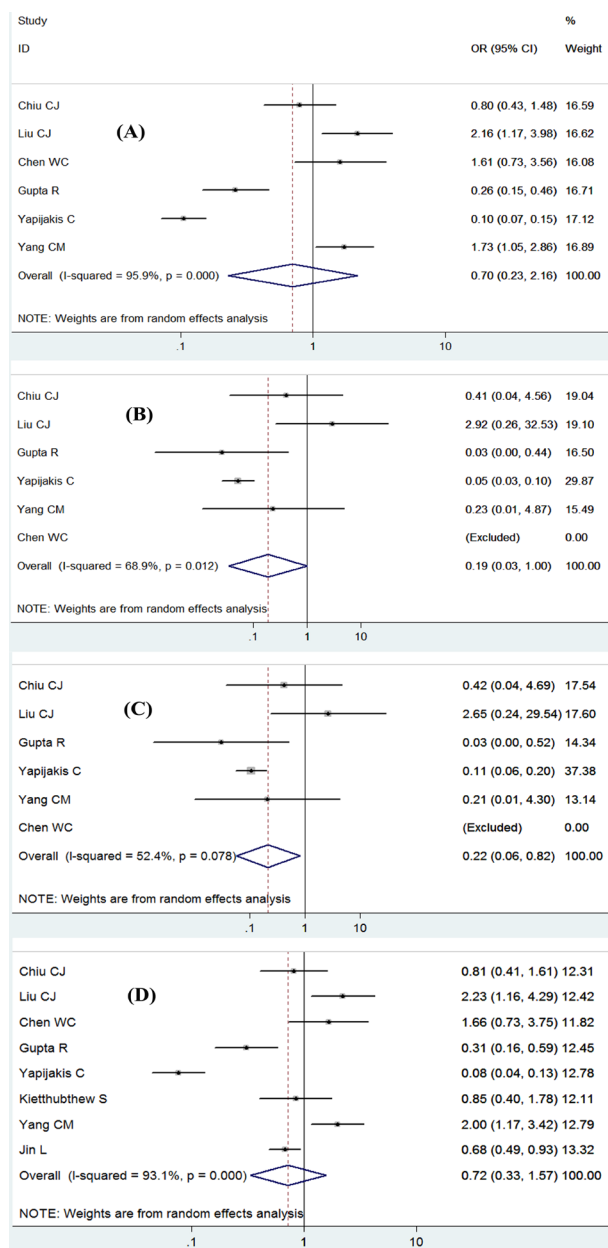 Study %
ID OR (95% CI) Weight
Chiu CJ 0.80 (0.43, 1.48) 16.59
(A)
Liu CJ 2.16 (1.17, 3.98) 16.62
Chen WC 1.61 (0.73, 3.56) 16.08
Gupta R 0.26 (0.15, 0.46) 16.71
Yapijakis C 0.10 (0.07, 0.15) 17.12
Yang CM 1.73 (1.05, 2.86) 16.89
Overall (I-squared = 95.9%, p = 0.000) 0.70 (0.23, 2.16) 100.00
NOTE: Weights are from random effects analysis
.1 1 10
Chiu CJ 0.41 (0.04, 4.56) 19.04
(B)
Liu CJ 2.92 (0.26, 32.53) 19.10
Gupta R 0.03 (0.00, 0.44) 16.50
Yapijakis C 0.05 (0.03, 0.10) 29.87
Yang CM 0.23 (0.01, 4.87) 15.49
Chen WC (Excluded) 0.00
Overall (I-squared = 68.9%, p = 0.012) 0.19 (0.03, 1.00) 100.00
NOTE: Weights are from random effects analysis
.1 1 10
Chiu CJ 0.42 (0.04, 4.69) 17.54
(C)
Liu CJ 2.65 (0.24, 29.54) 17.60
Gupta R 0.03 (0.00, 0.52) 14.34
Yapijakis C 0.11 (0.06, 0.20) 37.38
Yang CM 0.21 (0.01, 4.30) 13.14
Chen WC (Excluded) 0.00
Overall (I-squared = 52.4%, p = 0.078) 0.22 (0.06, 0.82) 100.00
NOTE: Weights are from random effects analysis
.1 1 10
Chiu CJ 0.81 (0.41, 1.61) 12.31
(D)
Liu CJ 2.23 (1.16, 4.29) 12.42
Chen WC 1.66 (0.73, 3.75) 11.82
Gupta R 0.31 (0.16, 0.59) 12.45
Yapijakis C 0.08 (0.04, 0.13) 12.78
Kietthubthew S 0.85 (0.40, 1.78) 12.11
Yang CM 2.00 (1.17, 3.42) 12.79
Jin L 0.68 (0.49, 0.93) 13.32
Overall (I-squared = 93.1%, p = 0.000) 0.72 (0.33, 1.57) 100.00
NOTE: Weights are from random effects analysis
.1 1 10